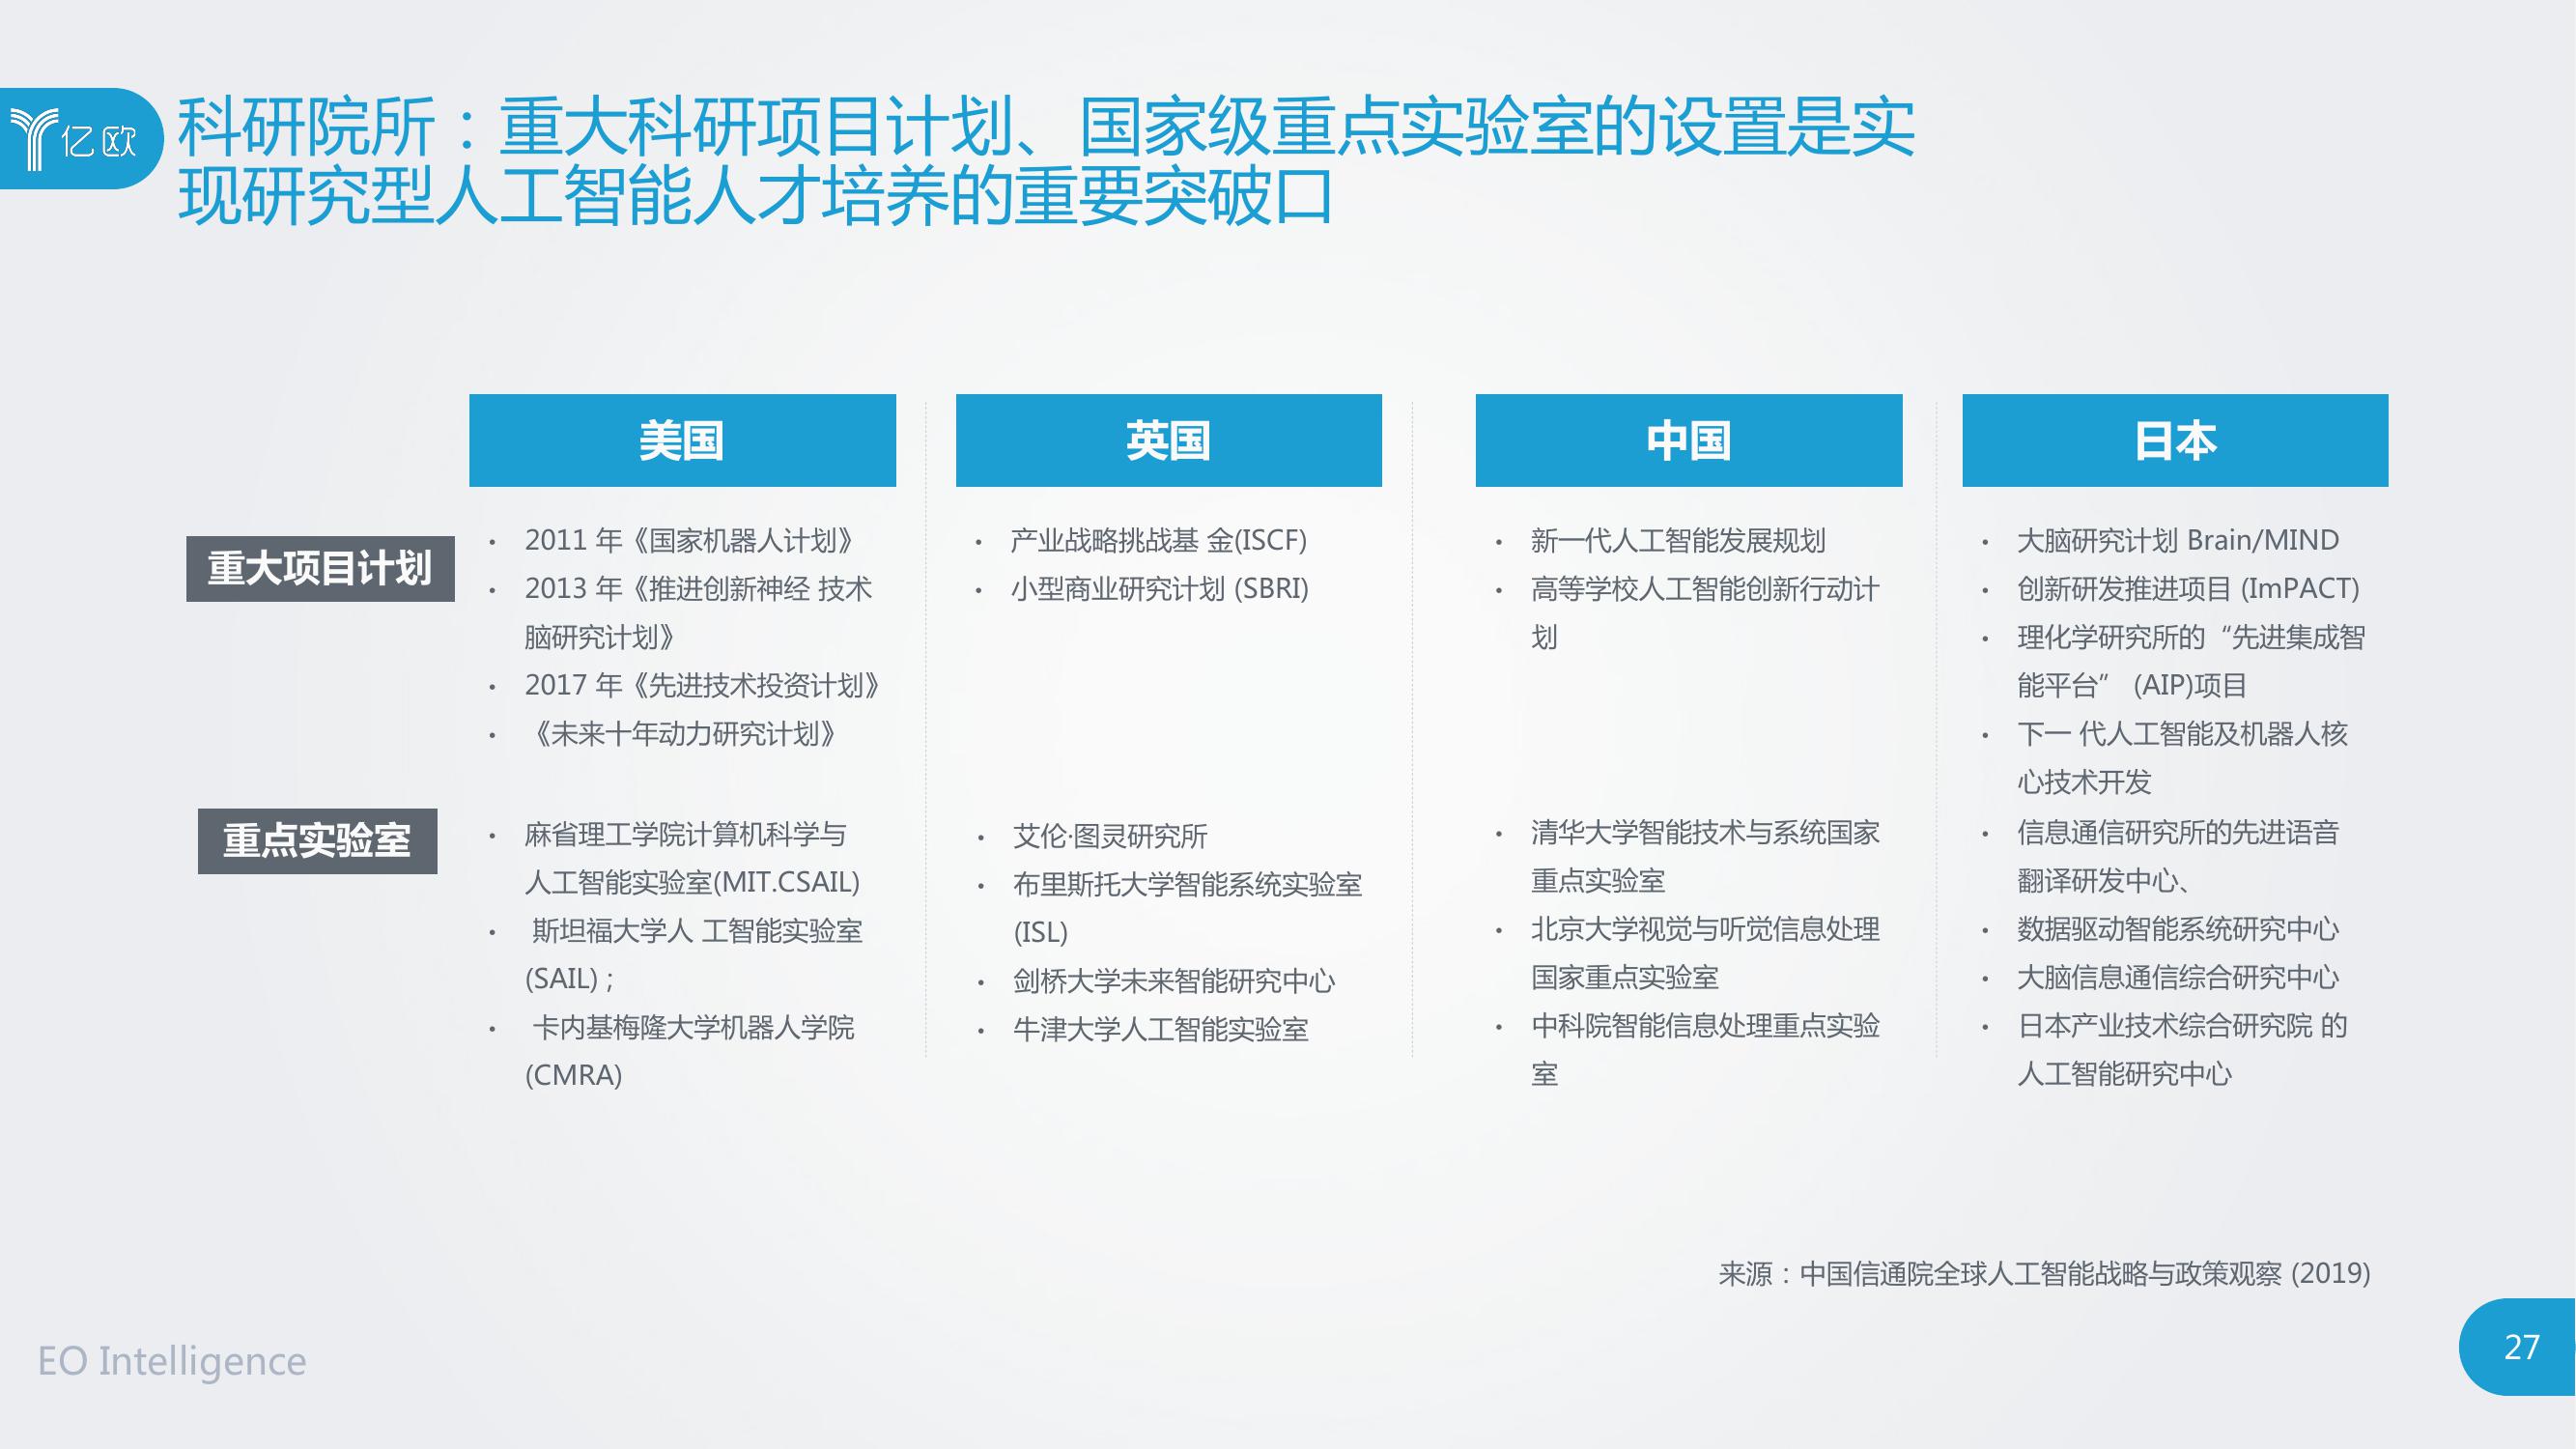 亿欧
科研院所：重大科研项目计划、国家级重点实验室的设置是实
现研究型人工智能人才培养的重要突破口
美国
英国
中国
日本
重大项目计划
• 2011 年《国家机器人计划》
• 2013 年《推进创新神经 技术
脑研究计划》
• 2017 年《先进技术投资计划》
• 《未来十年动力研究计划》
• 产业战略挑战基 金(ISCF)
• 小型商业研究计划 (SBRI)
• 新一代人工智能发展规划
• 高等学校人工智能创新行动计
划
• 大脑研究计划 Brain/MIND
• 创新研发推进项目 (ImPACT)
• 理化学研究所的“先进集成智
能平台” (AIP)项目
• 下一 代人工智能及机器人核
心技术开发
重点实验室
• 麻省理工学院计算机科学与
人工智能实验室(MIT.CSAIL)
• 斯坦福大学人 工智能实验室
(SAIL)；
• 卡内基梅隆大学机器人学院
(CMRA)
• 艾伦·图灵研究所
• 布里斯托大学智能系统实验室
(ISL)
• 剑桥大学未来智能研究中心
• 牛津大学人工智能实验室
• 清华大学智能技术与系统国家
重点实验室
• 北京大学视觉与听觉信息处理
国家重点实验室
• 中科院智能信息处理重点实验
室
• 信息通信研究所的先进语音
翻译研发中心、
• 数据驱动智能系统研究中心
• 大脑信息通信综合研究中心
• 日本产业技术综合研究院 的
人工智能研究中心
来源：中国信通院全球人工智能战略与政策观察 (2019)
EO Intelligence
27